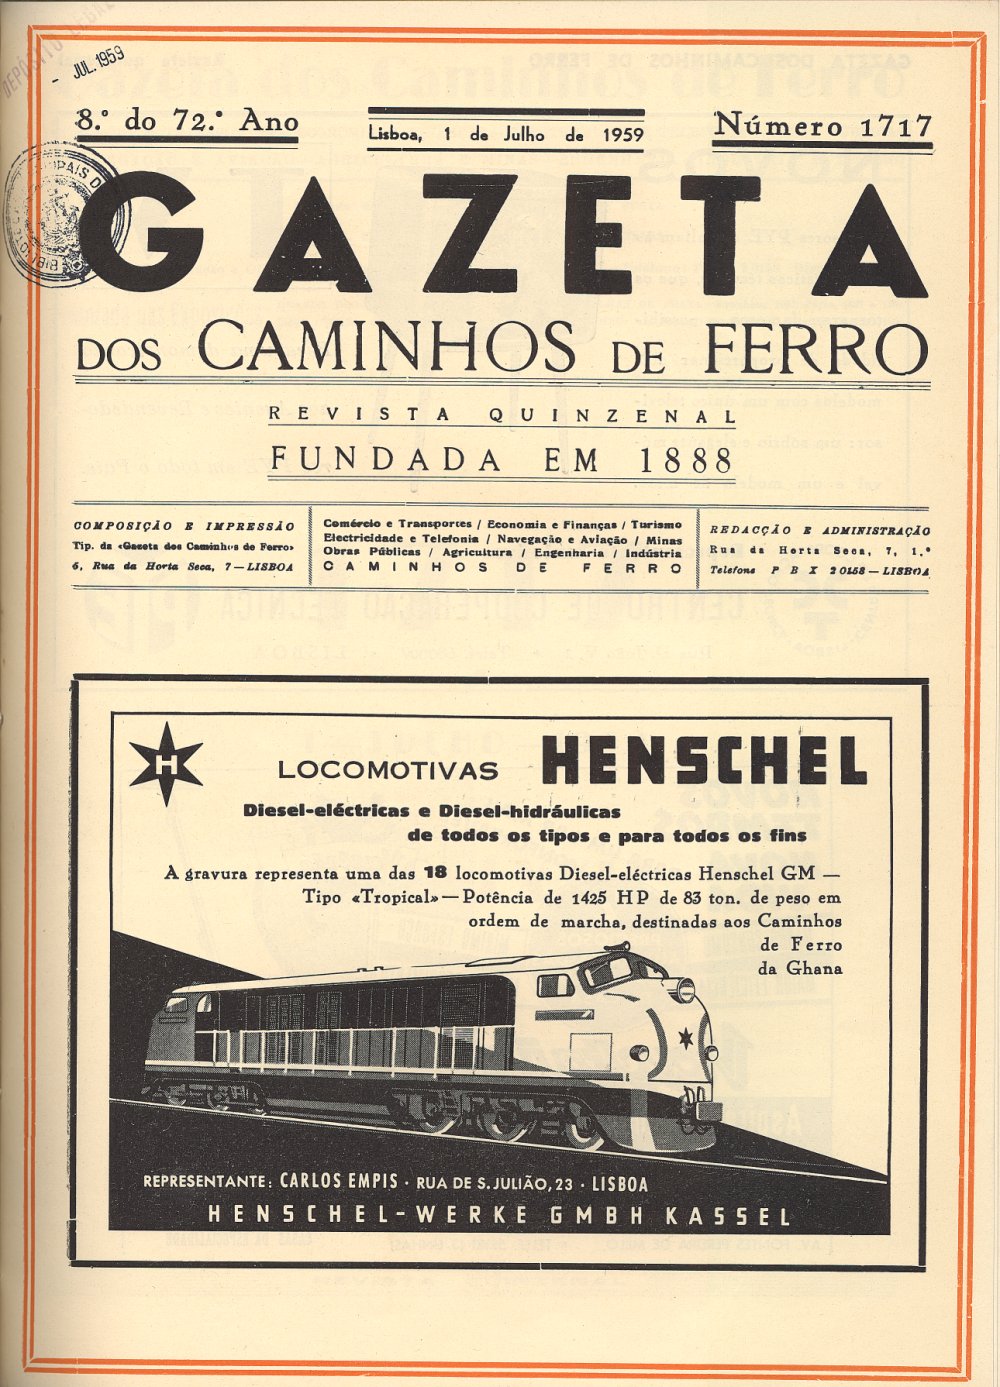 DEPÓSITO LEGAL
- JUL. 1959
8.º do 72.º Ano
Lisboa, 1 de Julho de 1959
Número 1717
GAZETA
DOS CAMINHOS DE FERRO
REVISTA QUINZENAL
FUNDADA EM 1888
COMPOSIÇÃO E IMPRESSÃO
Tip. da «Gazeta dos Caminhos de Ferro»
5, Rua da Horta Seca, 7—LISBOA
Comércio e Transportes / Economia e Finanças / Turismo
Electricidade e Telefonia / Navegação e Aviação / Minas
Obras Públicas / Agricultura / Engenharia / Indústria
CAMINHOS DE FERRO
REDACÇÃO E ADMINISTRAÇÃO
Rua da Horta Seca, 7, 1.º
Telefone PBX 20158—LISBOA
H
LOCOMOTIVAS HENSCHEL
Diesel-eléctricas e Diesel-hidráulicas
de todos os tipos e para todos os fins
A gravura representa uma das 18 locomotivas Diesel-eléctricas Henschel GM —
Tipo «Tropical»—Potência de 1425 HP de 83 ton. de peso em
ordem de marcha, destinadas aos Caminhos
de Ferro
da Ghana
REPRESENTANTE: CARLOS EMPIS · RUA DE S. JULIÃO, 23 · LISBOA
HENSCHEL-WERKE GMBH KASSEL